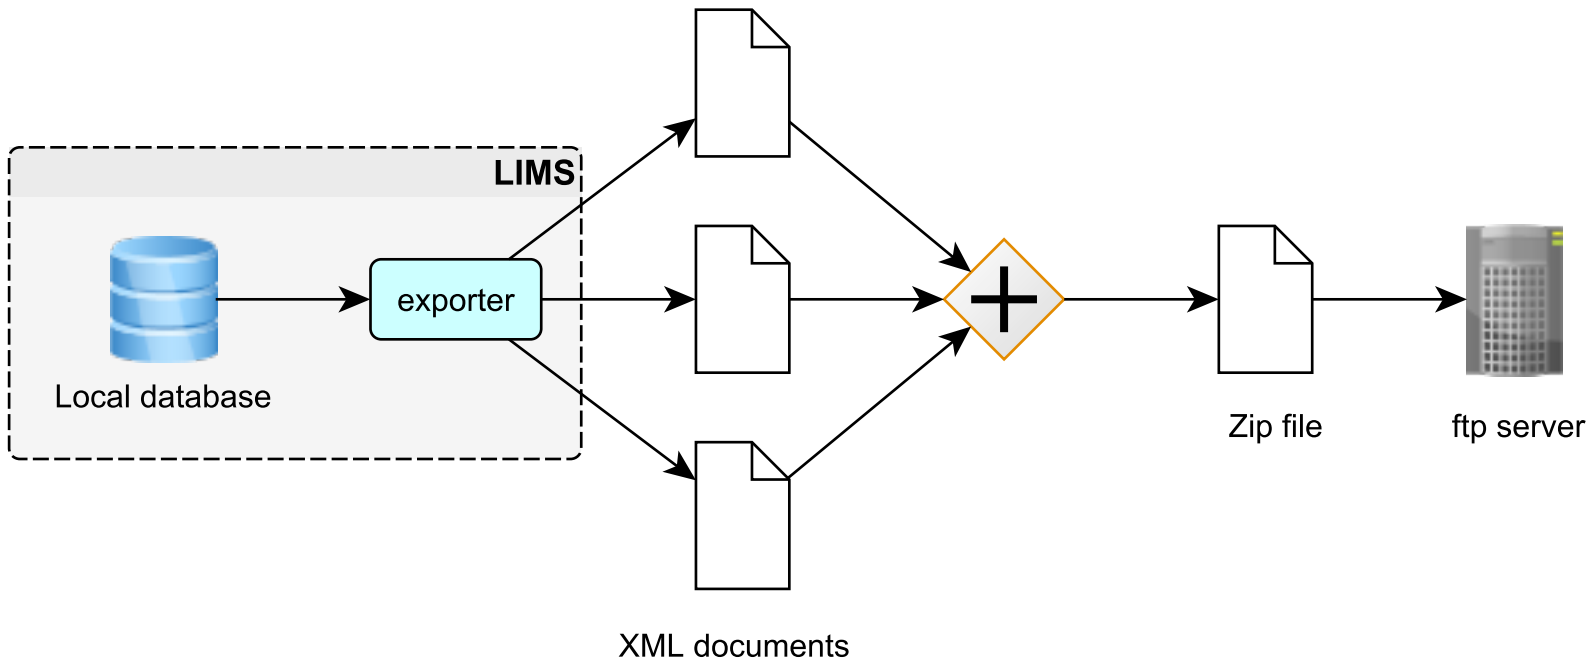 LIMS
exporter
Local database
Zip file
ftp server
XML documents